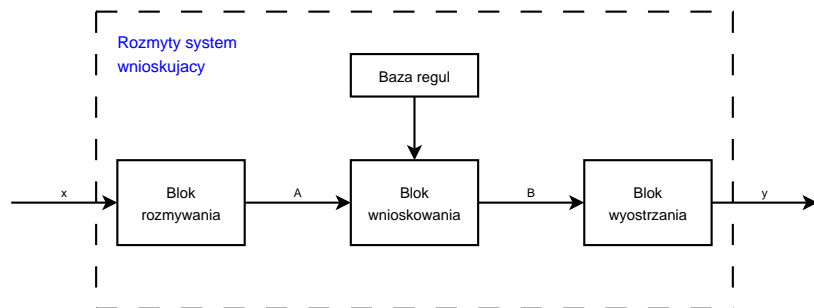 Rozmyty system
wnioskujacy
Baza regul
x
Blok
rozmywania
A
Blok
wnioskowania
B
Blok
wyostrzania
y